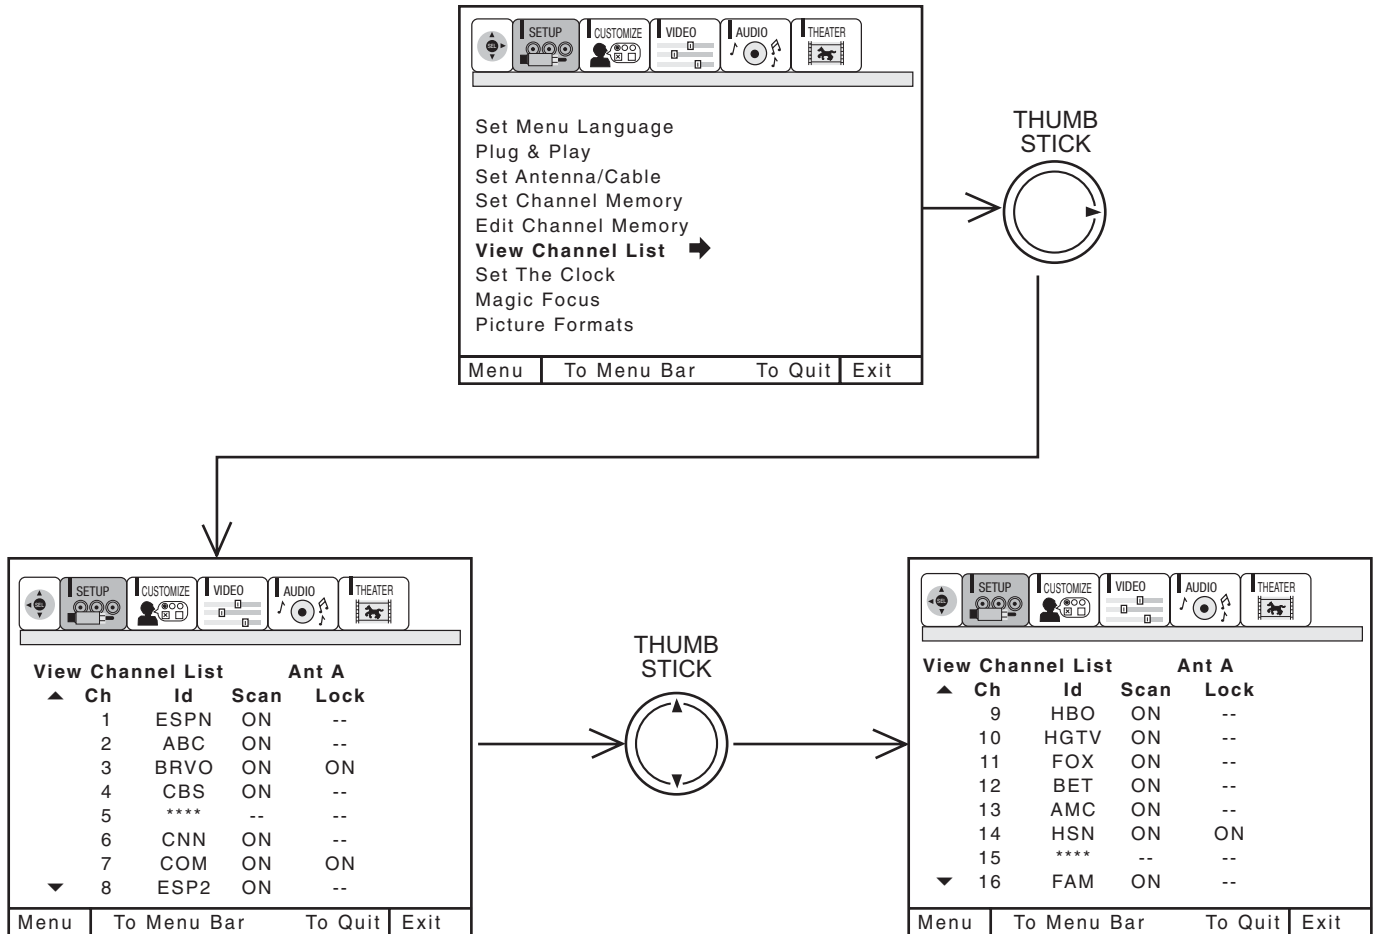 SETUP CUSTOMIZE VIDEO AUDIO THEATER
SEL
Set Menu Language
Plug & Play
Set Antenna/Cable
Set Channel Memory
Edit Channel Memory
View Channel List
Set The Clock
Magic Focus
Picture Formats
Menu To Menu Bar To Quit Exit
THUMB
STICK
SETUP CUSTOMIZE VIDEO AUDIO THEATER
SEL
View Channel List Ant A
Ch Id Scan Lock
1 ESPN ON --
2 ABC ON --
3 BRVO ON ON
4 CBS ON --
5 **** -- --
6 CNN ON --
7 COM ON ON
8 ESP2 ON --
Menu To Menu Bar To Quit Exit
THUMB
STICK
SETUP CUSTOMIZE VIDEO AUDIO THEATER
SEL
View Channel List Ant A
Ch Id Scan Lock
9 HBO ON --
10 HGTV ON --
11 FOX ON --
12 BET ON --
13 AMC ON --
14 HSN ON ON
15 **** -- --
16 FAM ON --
Menu To Menu Bar To Quit Exit